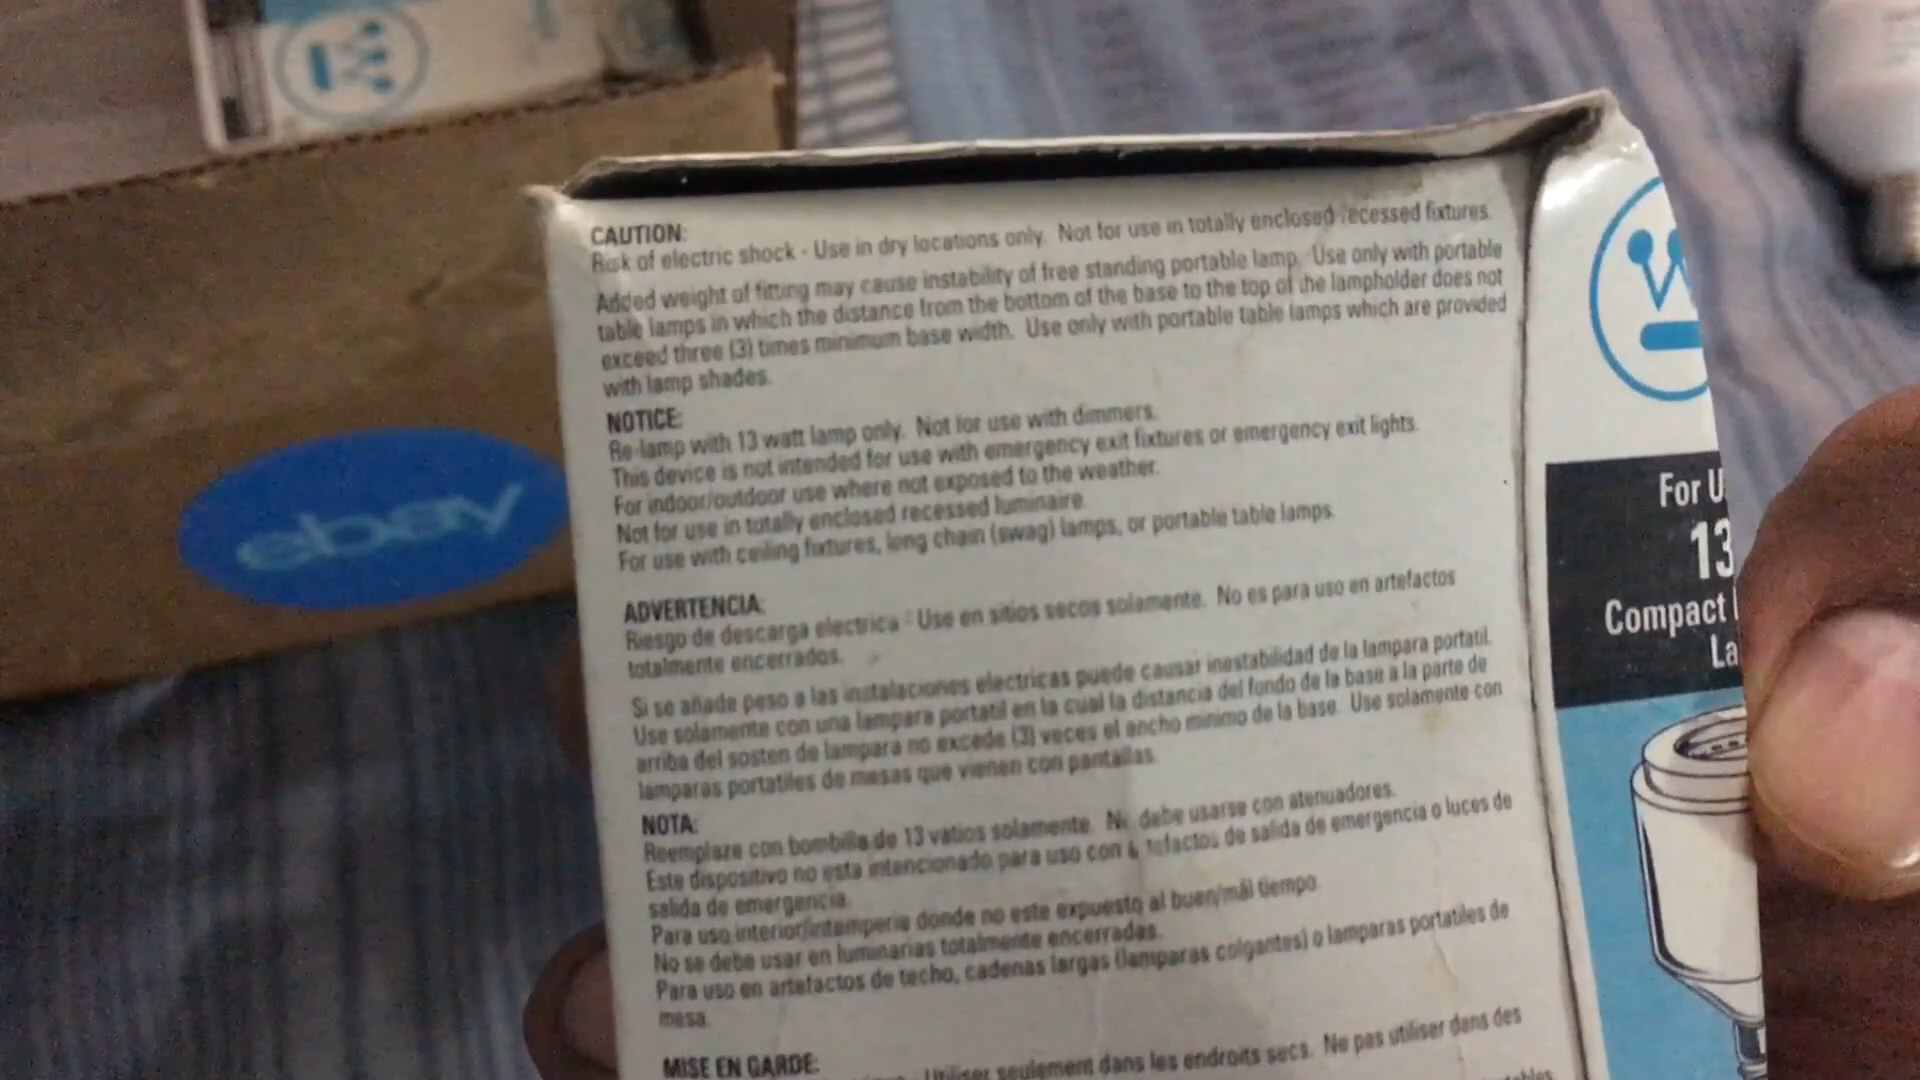 CAUTION:
Risk of electric shock - Use in dry locations only. Not for use in totally enclosed recessed fixtures.
Added weight of fitting may cause instability of free standing portable lamp. Use only with portable
table lamps in which the distance from the bottom of the base to the top of the lampholder does not
exceed three (3) times minimum base width. Use only with portable table lamps which are provided
with lamp shades.
NOTICE:
Re-lamp with 13 watt lamp only. Not for use with dimmers.
This device is not intended for use with emergency exit fixtures or emergency exit lights.
For indoor/outdoor use where not exposed to the weather.
Not for use in totally enclosed recessed luminaire.
For use with ceiling fixtures, long chain (swag) lamps, or portable table lamps.
ADVERTENCIA:
Riesgo de descarga electrica - Use en sitios secos solamente. No es para uso en artefactos
totalmente encerrados.
Si se añade peso a las instalaciones electricas puede causar inestabilidad de la lampara portatil.
Use solamente con una lampara portatil en la cual la distancia del fondo de la base a la parte de
arriba del sosten de lampara no excede (3) veces el ancho minimo de la base. Use solamente con
lamparas portatiles de mesas que vienen con pantallas.
NOTA:
Reemplaze con bombilla de 13 vatios solamente. debe usarse con atenuadores.
Este dispositivo no esta intencionado para uso con de salida de emergencia o luces de
salida de emergencia.
Para uso interior/intemperie donde no este expuesto al buen/mál tiempo.
No se debe usar en luminarias totalmente encerradas.
Para uso en artefactos de techo, cadenas largas (lamparas colgantes) o lamparas portatiles de
mesa.
MISE EN GARDE:
Utiliser seulement dans les endroits secs. Ne pas utiliser dans des
ebay
For U
13
Compact
La